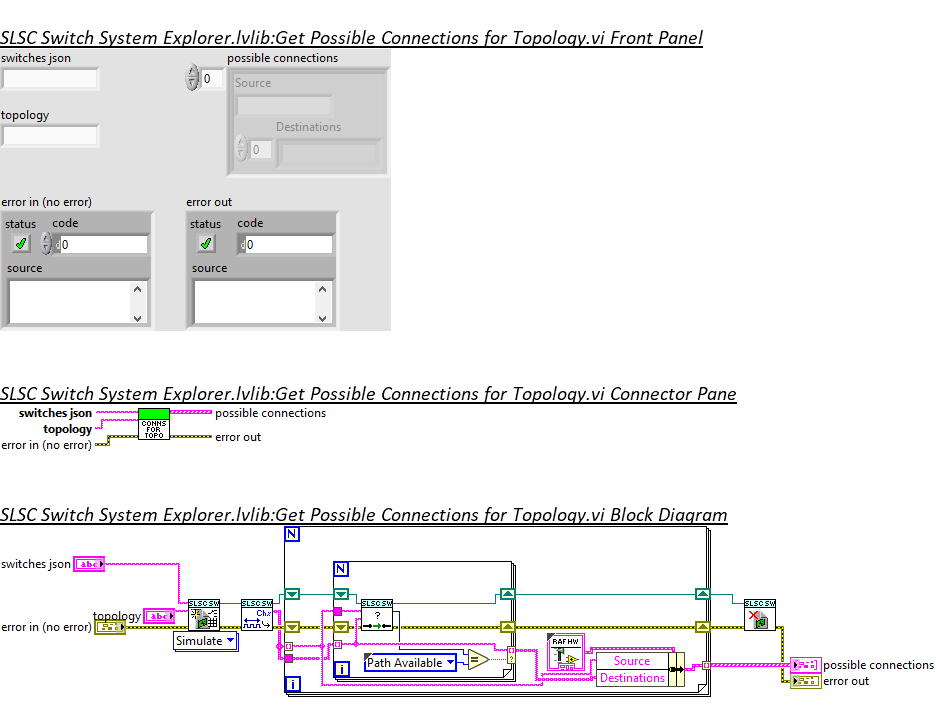 SLSC Switch System Explorer.lvlib:Get Possible Connections for Topology.vi Front Panel
switches json
possible connections
0
Source
topology
Destinations
0
error in (no error)
error out
status
code
status
code
d0
d0
source
source
SLSC Switch System Explorer.lvlib:Get Possible Connections for Topology.vi Connector Pane
switches json
possible connections
CONNS
FOR
TOPO
topology
error out
error in (no error)
SLSC Switch System Explorer.lvlib:Get Possible Connections for Topology.vi Block Diagram
N
switches json
abc
N
SLSC SW
SLSC SW
SLSC SW
SLSC SW
Chx
?
topology
abc
error in (no error)
Simulate
RAF HW
Path Available
=
?
Source
i
Destinations
i
possible connections
error out